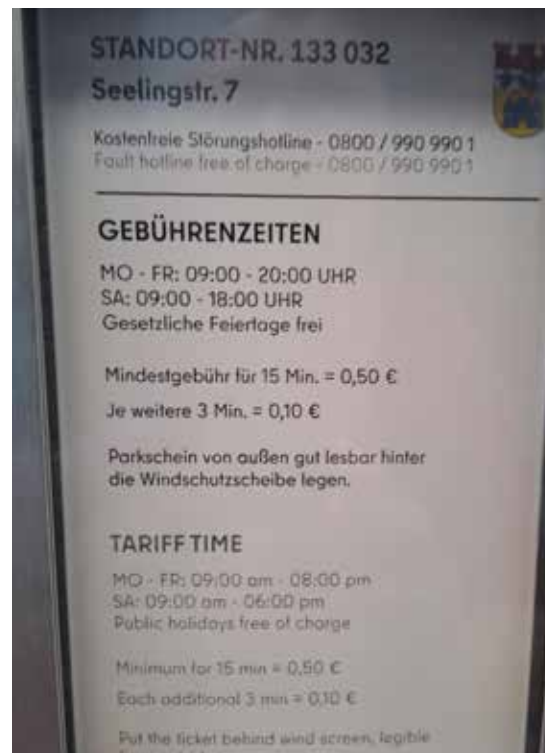 STANDORT-NR. 133 032
Seelingstr. 7
Kostenfreie Störungshotline - 0800 / 990 990 1
Fault hotline free of charge - 0800 / 990 990 1
GEBÜHRENZEITEN
MO - FR: 09:00 - 20:00 UHR
SA: 09:00 - 18:00 UHR
Gesetzliche Feiertage frei
Mindestgebühr für 15 Min. = 0,50 €
Je weitere 3 Min. = 0,10 €
Parkschein von außen gut lesbar hinter
die Windschutzscheibe legen.
TARIFF TIME
MO - FR: 09:00 am - 08:00 pm
SA: 09:00 am - 06:00 pm
Public holidays free of charge
Minimum for 15 min = 0,50 €
Each additional 3 min = 0,10 €
Put the ticket behind wind screen, legible